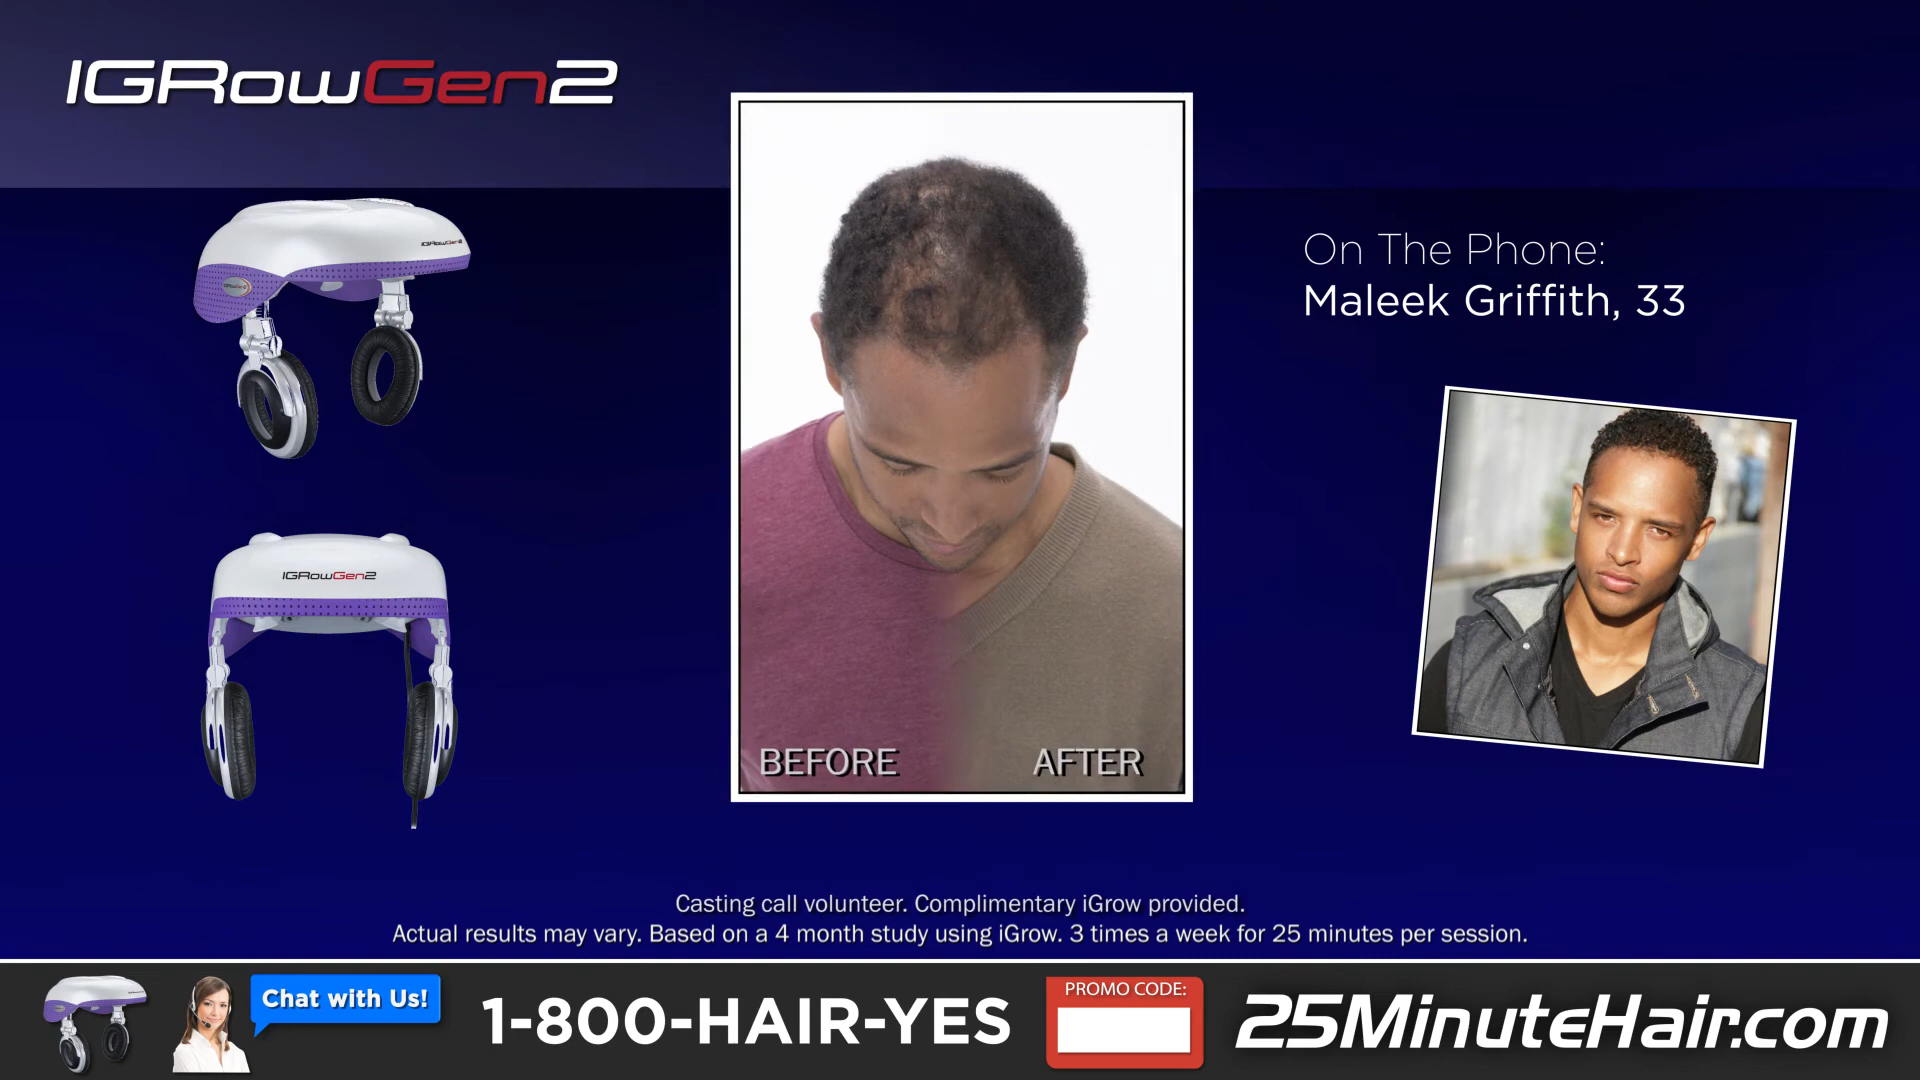 IGRowGen2
IGRowGen2
IGRowGen2
On The Phone:
Maleek Griffith, 33
BEFORE
AFTER
Casting call volunteer. Complimentary iGrow provided.
Actual results may vary. Based on a 4 month study using iGrow. 3 times a week for 25 minutes per session.
Chat with Us!
1-800-HAIR-YES
PROMO CODE:
25MinuteHair.com